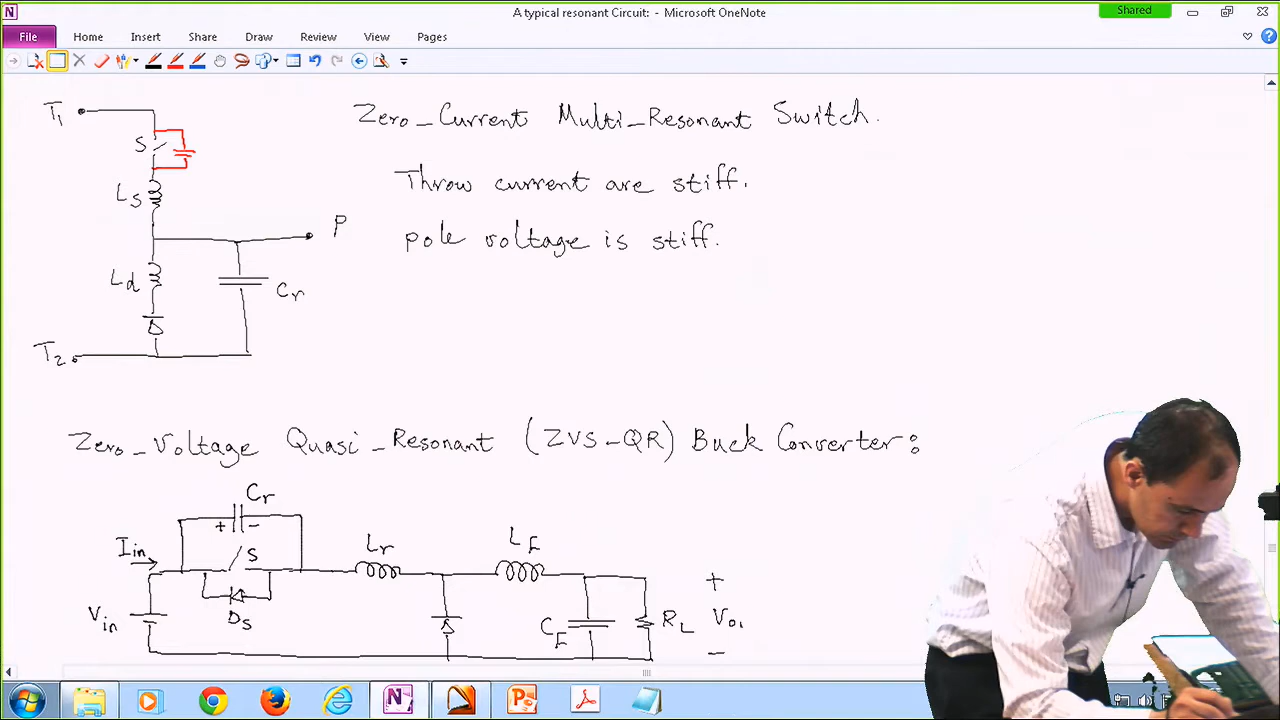 A typical resonant Circuit: - Microsoft OneNote
Shared
File Home Insert Share Draw Review View Pages
T1
S
Ls
P
Ld
Cr
D
T2
Zero_Current Multi_Resonant Switch.
Throw current are stiff.
pole voltage is stiff.
Zero_Voltage Quasi_Resonant (ZVS-QR) Buck Converter:
Cr
+ -
Iin
S
Lr
LF
Ds
Vin
CF
RL
+
Vo
-